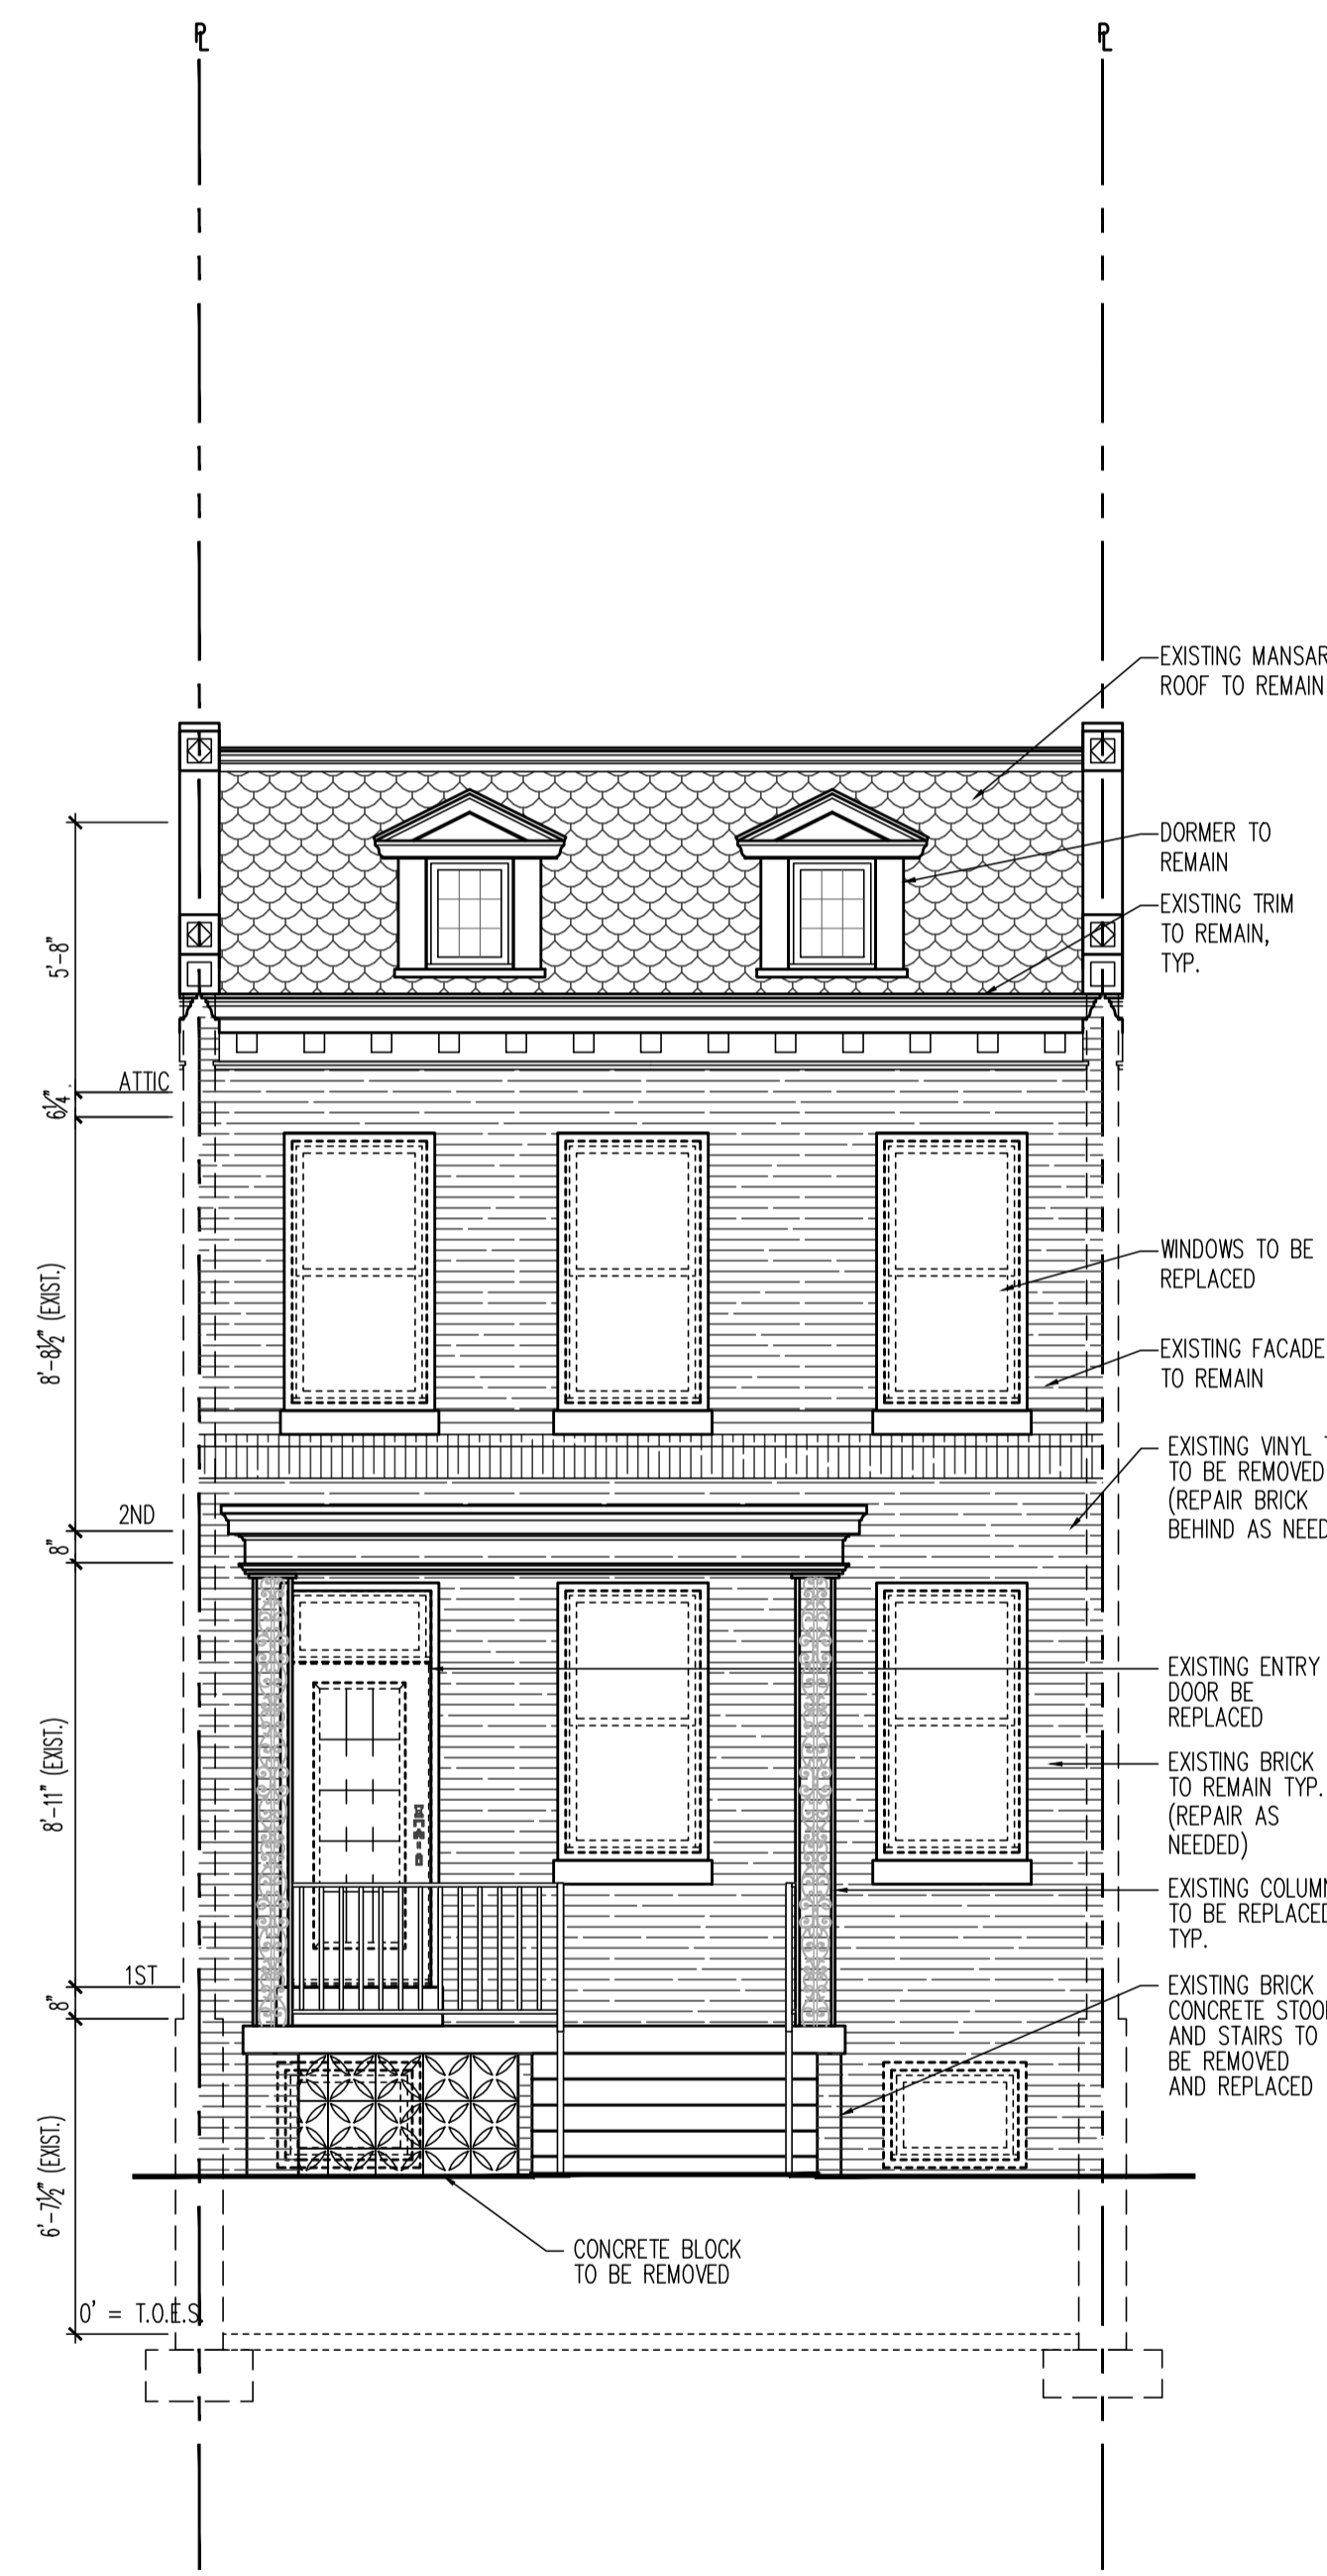 PL
PL
EXISTING MANSAR
ROOF TO REMAIN
DORMER TO
REMAIN
EXISTING TRIM
TO REMAIN,
TYP.
5'-8"
ATTIC
6¼"
WINDOWS TO BE
REPLACED
8'-8½" (EXIST.)
EXISTING FACADE
TO REMAIN
EXISTING VINYL
TO BE REMOVED
(REPAIR BRICK
BEHIND AS NEED
2ND
8"
EXISTING ENTRY
DOOR BE
REPLACED
8'-11" (EXIST.)
EXISTING BRICK
TO REMAIN TYP.
(REPAIR AS
NEEDED)
EXISTING COLUMN
TO BE REPLACED
TYP.
1ST
8"
EXISTING BRICK
CONCRETE STOOP
AND STAIRS TO
BE REMOVED
AND REPLACED
6'-7½" (EXIST.)
CONCRETE BLOCK
TO BE REMOVED
0' = T.O.E.S.